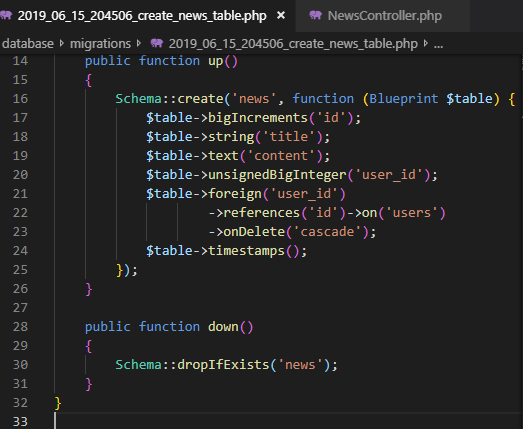 2019_06_15_204506_create_news_table.php × NewsController.php
database > migrations > 2019_06_15_204506_create_news_table.php > ...
14 public function up()
15 {
16 Schema::create('news', function (Blueprint $table) {
17 $table->bigIncrements('id');
18 $table->string('title');
19 $table->text('content');
20 $table->unsignedBigInteger('user_id');
21 $table->foreign('user_id')
22 ->references('id')->on('users')
23 ->onDelete('cascade');
24 $table->timestamps();
25 });
26 }
27
28 public function down()
29 {
30 Schema::dropIfExists('news');
31 }
32 }
33